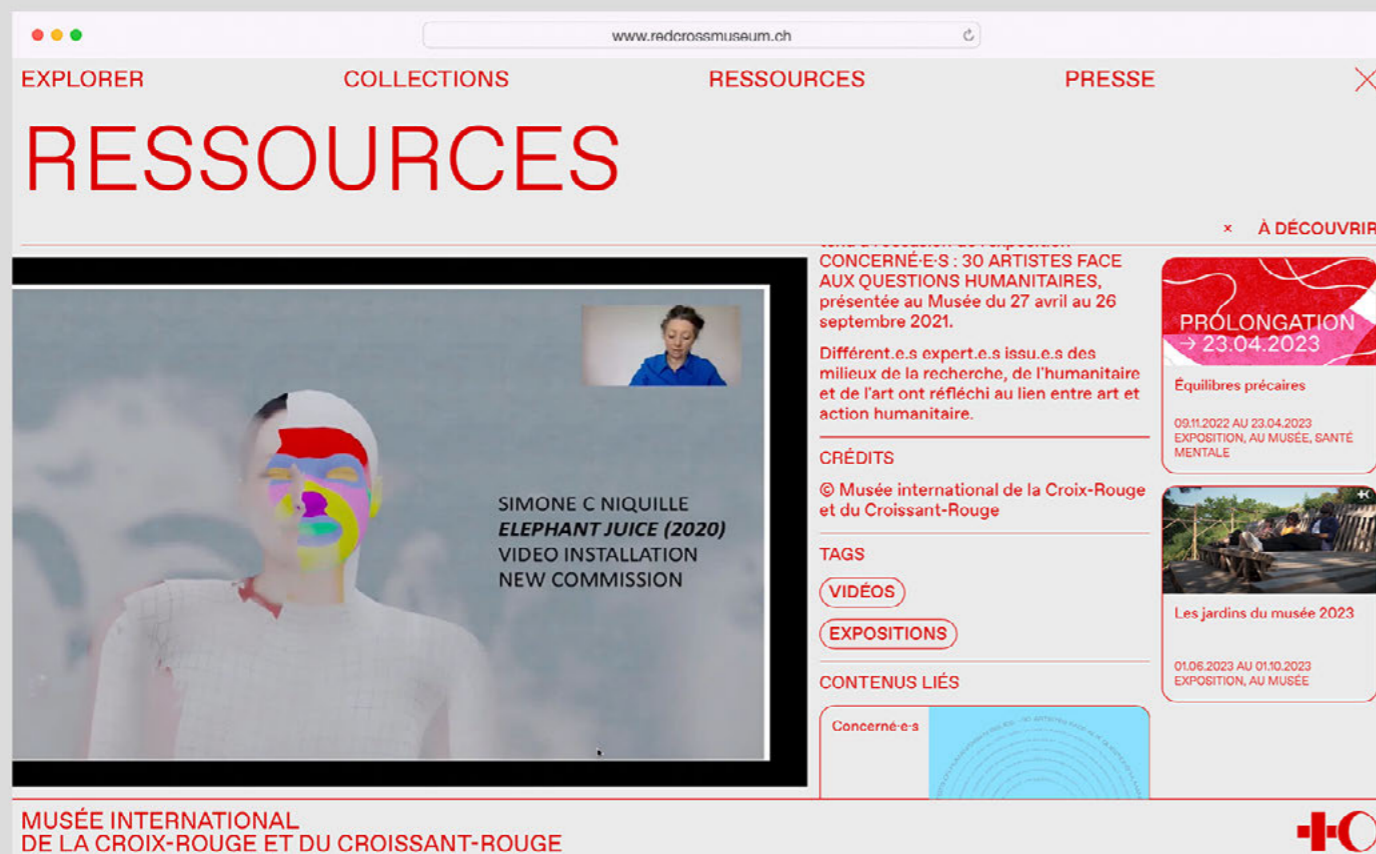 www.redcrossmuseum.ch
EXPLORER
COLLECTIONS
RESSOURCES
PRESSE
RESSOURCES
× À DÉCOUVRIR
SIMONE C NIQUILLE
ELEPHANT JUICE (2020)
VIDEO INSTALLATION
NEW COMMISSION
CONCERNÉ·E·S : 30 ARTISTES FACE
AUX QUESTIONS HUMANITAIRES,
présentée au Musée du 27 avril au 26
septembre 2021.
Différent.e.s expert.e.s issu.e.s des
milieux de la recherche, de l'humanitaire
et de l'art ont réfléchi au lien entre art et
action humanitaire.
CRÉDITS
© Musée international de la Croix-Rouge
et du Croissant-Rouge
TAGS
VIDÉOS
EXPOSITIONS
CONTENUS LIÉS
Concerné·e·s
PROLONGATION
→ 23.04.2023
Équilibres précaires
09.11.2022 AU 23.04.2023
EXPOSITION, AU MUSÉE, SANTÉ
MENTALE
Les jardins du musée 2023
01.06.2023 AU 01.10.2023
EXPOSITION, AU MUSÉE
MUSÉE INTERNATIONAL
DE LA CROIX-ROUGE ET DU CROISSANT-ROUGE